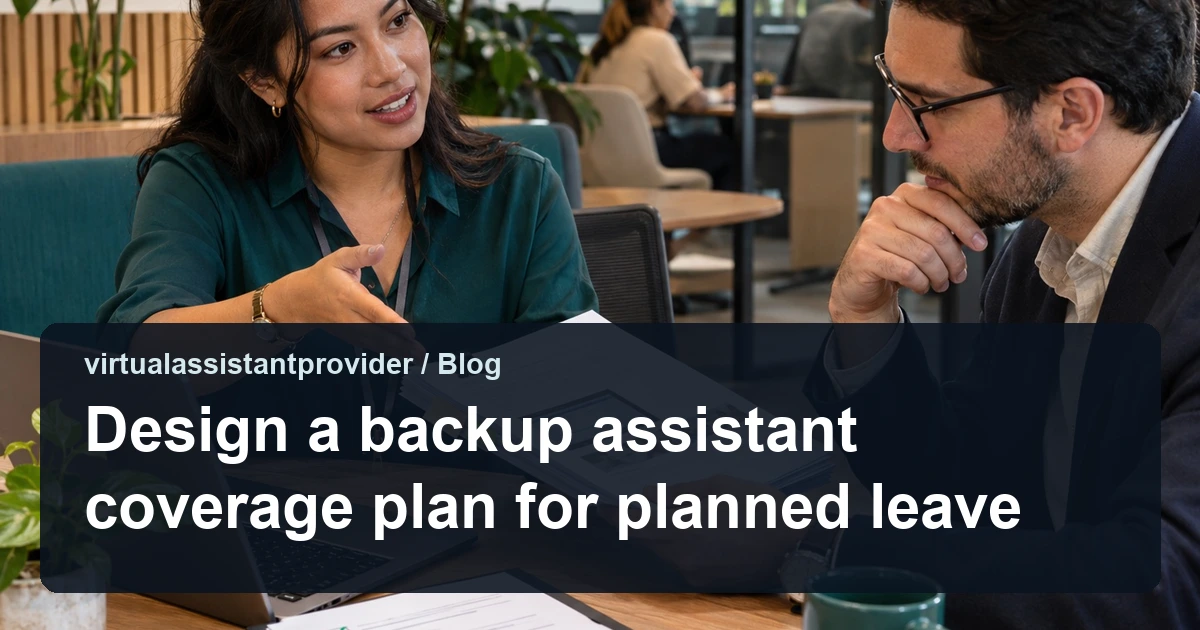 virtualassistantprovider / Blog
Design a backup assistant
coverage plan for planned leave